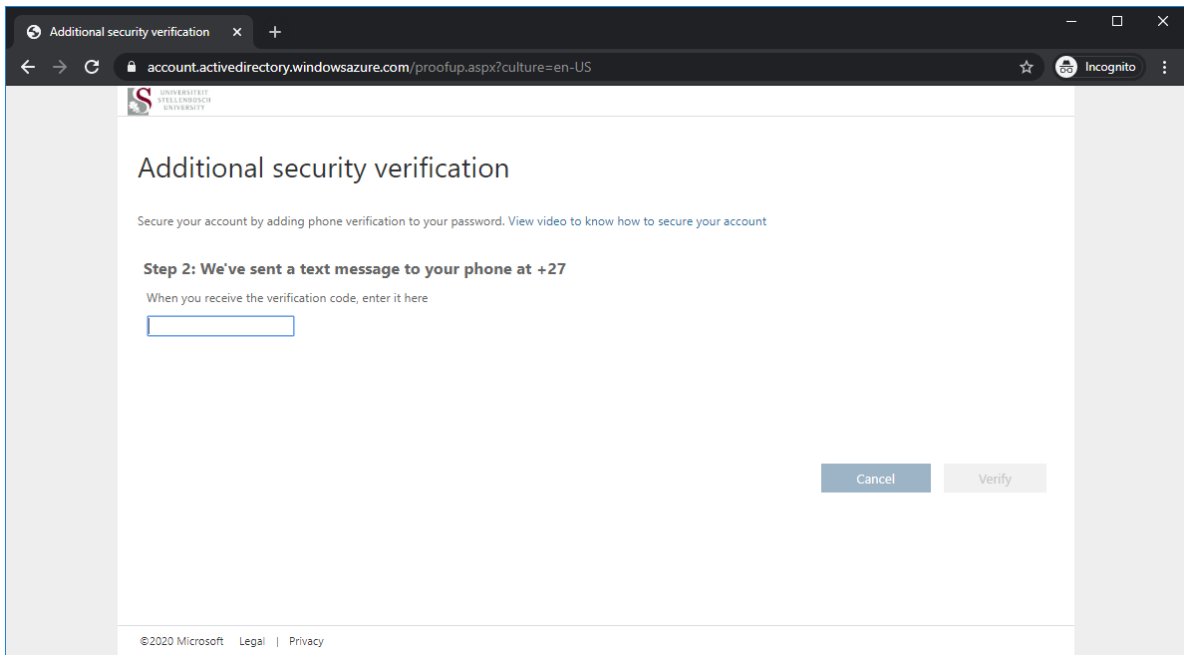 Additional security verification
account.activedirectory.windowsazure.com/proofup.aspx?culture=en-US
Incognito
UNIVERSITEIT
STELLENBOSCH
UNIVERSITY
Additional security verification
Secure your account by adding phone verification to your password. View video to know how to secure your account
Step 2: We've sent a text message to your phone at +27
When you receive the verification code, enter it here
Cancel Verify
©2020 Microsoft Legal | Privacy